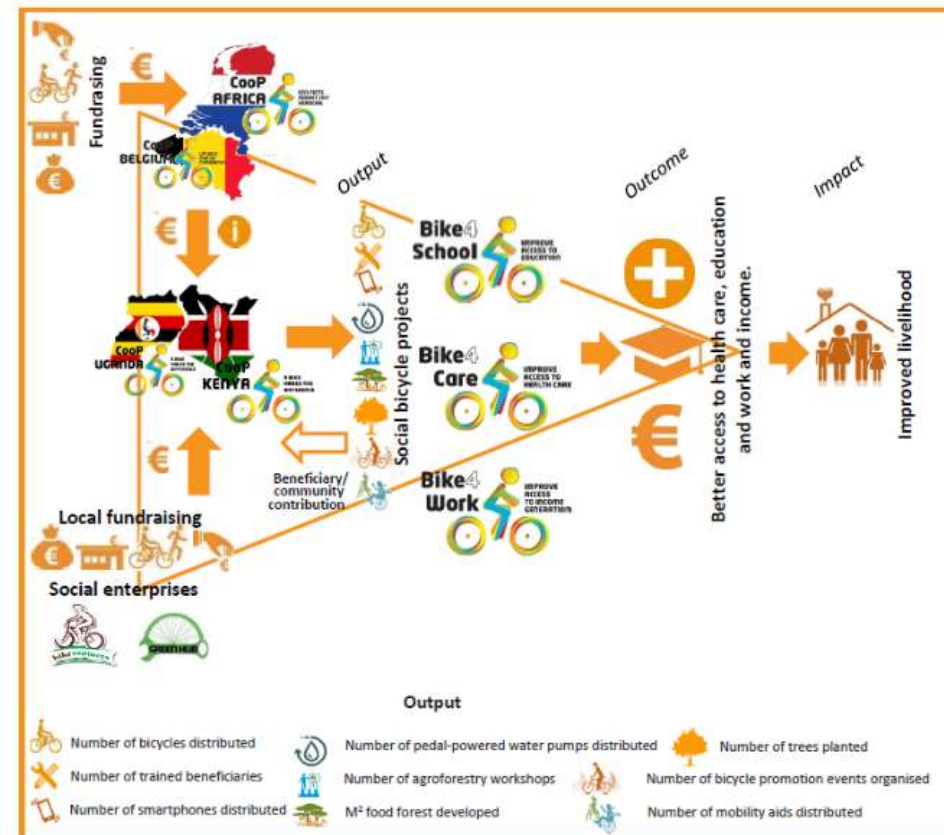 Fundrasing
€
CooP
AFRICA
CooP
BELGIUM
€
i
Output
Outcome
Impact
Bike4
School
IMPROVE
ACCESS TO
EDUCATION
CooP
UGANDA
CooP
KENYA
Social bicycle projects
Bike4
Care
IMPROVE
ACCESS TO
HEALTH CARE
€
Better access to health care, education
and work and income.
Improved livelihood
€
Beneficiary/
community
contribution
Bike4
Work
IMPROVE
ACCESS
TO INCOME
GENERATION
Local fundraising
Social enterprises
GREEN HUB
Output
Number of bicycles distributed
Number of pedal-powered water pumps distributed
Number of trees planted
Number of trained beneficiaries
Number of agroforestry workshops
Number of bicycle promotion events organised
Number of smartphones distributed
M² food forest developed
Number of mobility aids distributed